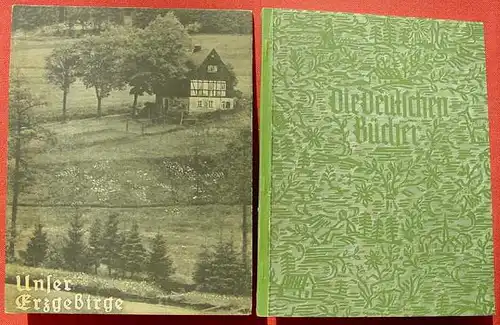 Unser
Erzgebirge
Die Deutschen
Bücher